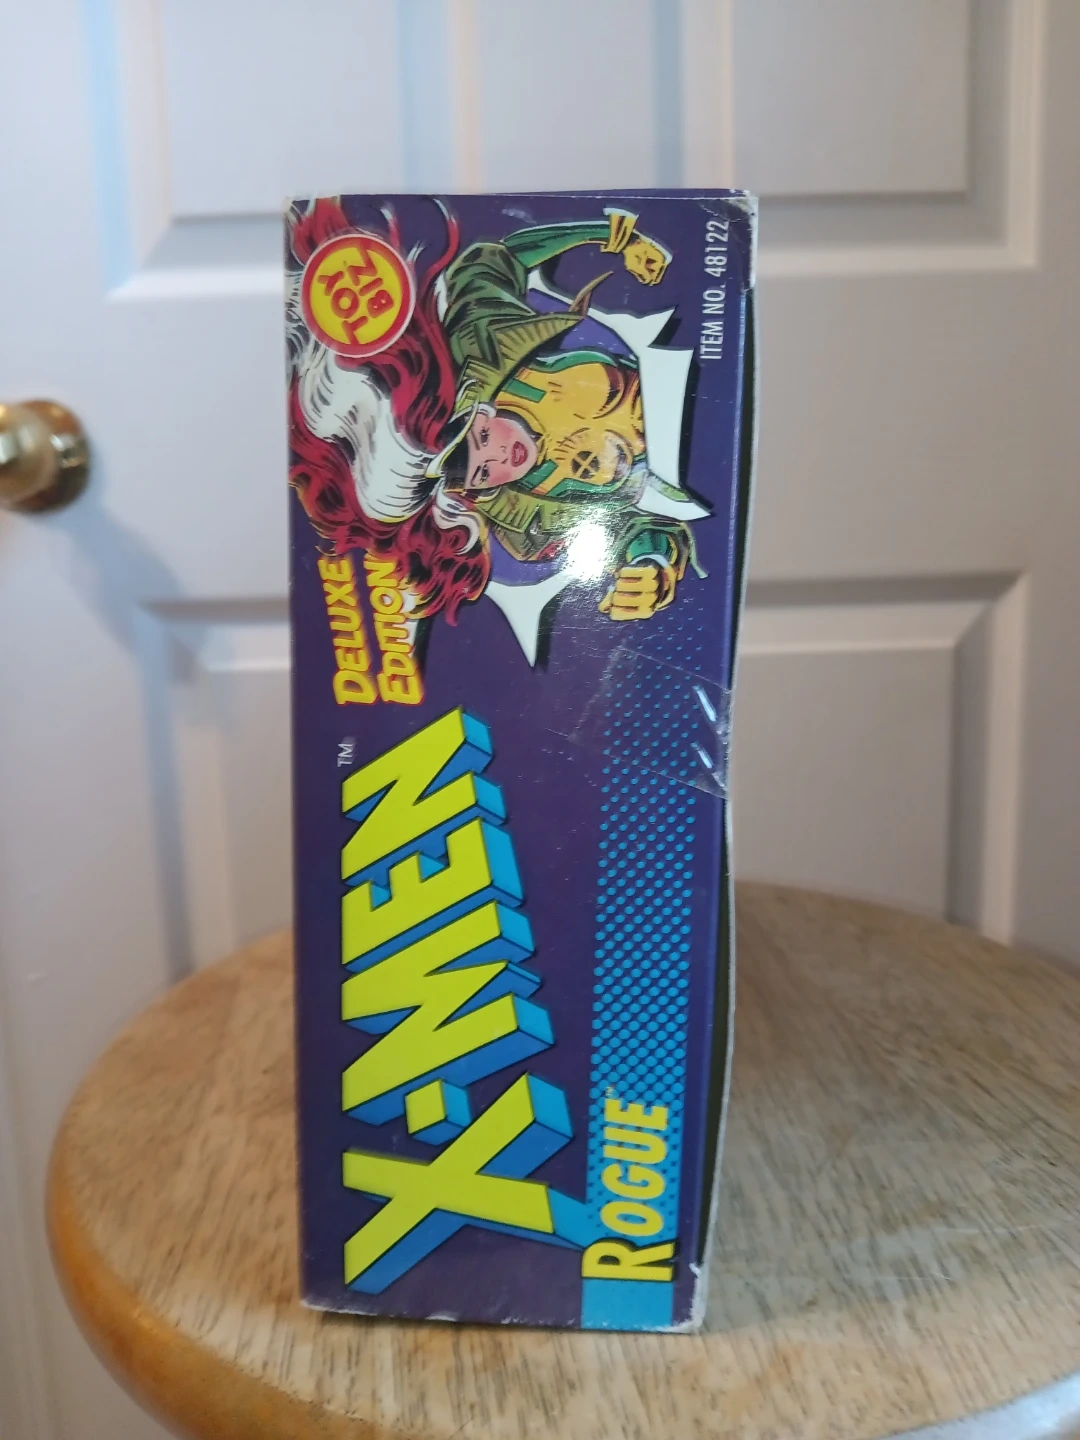 TOY
BIZ
DELUXE
EDITION
X-MEN™
ROGUE™
ITEM NO. 48122